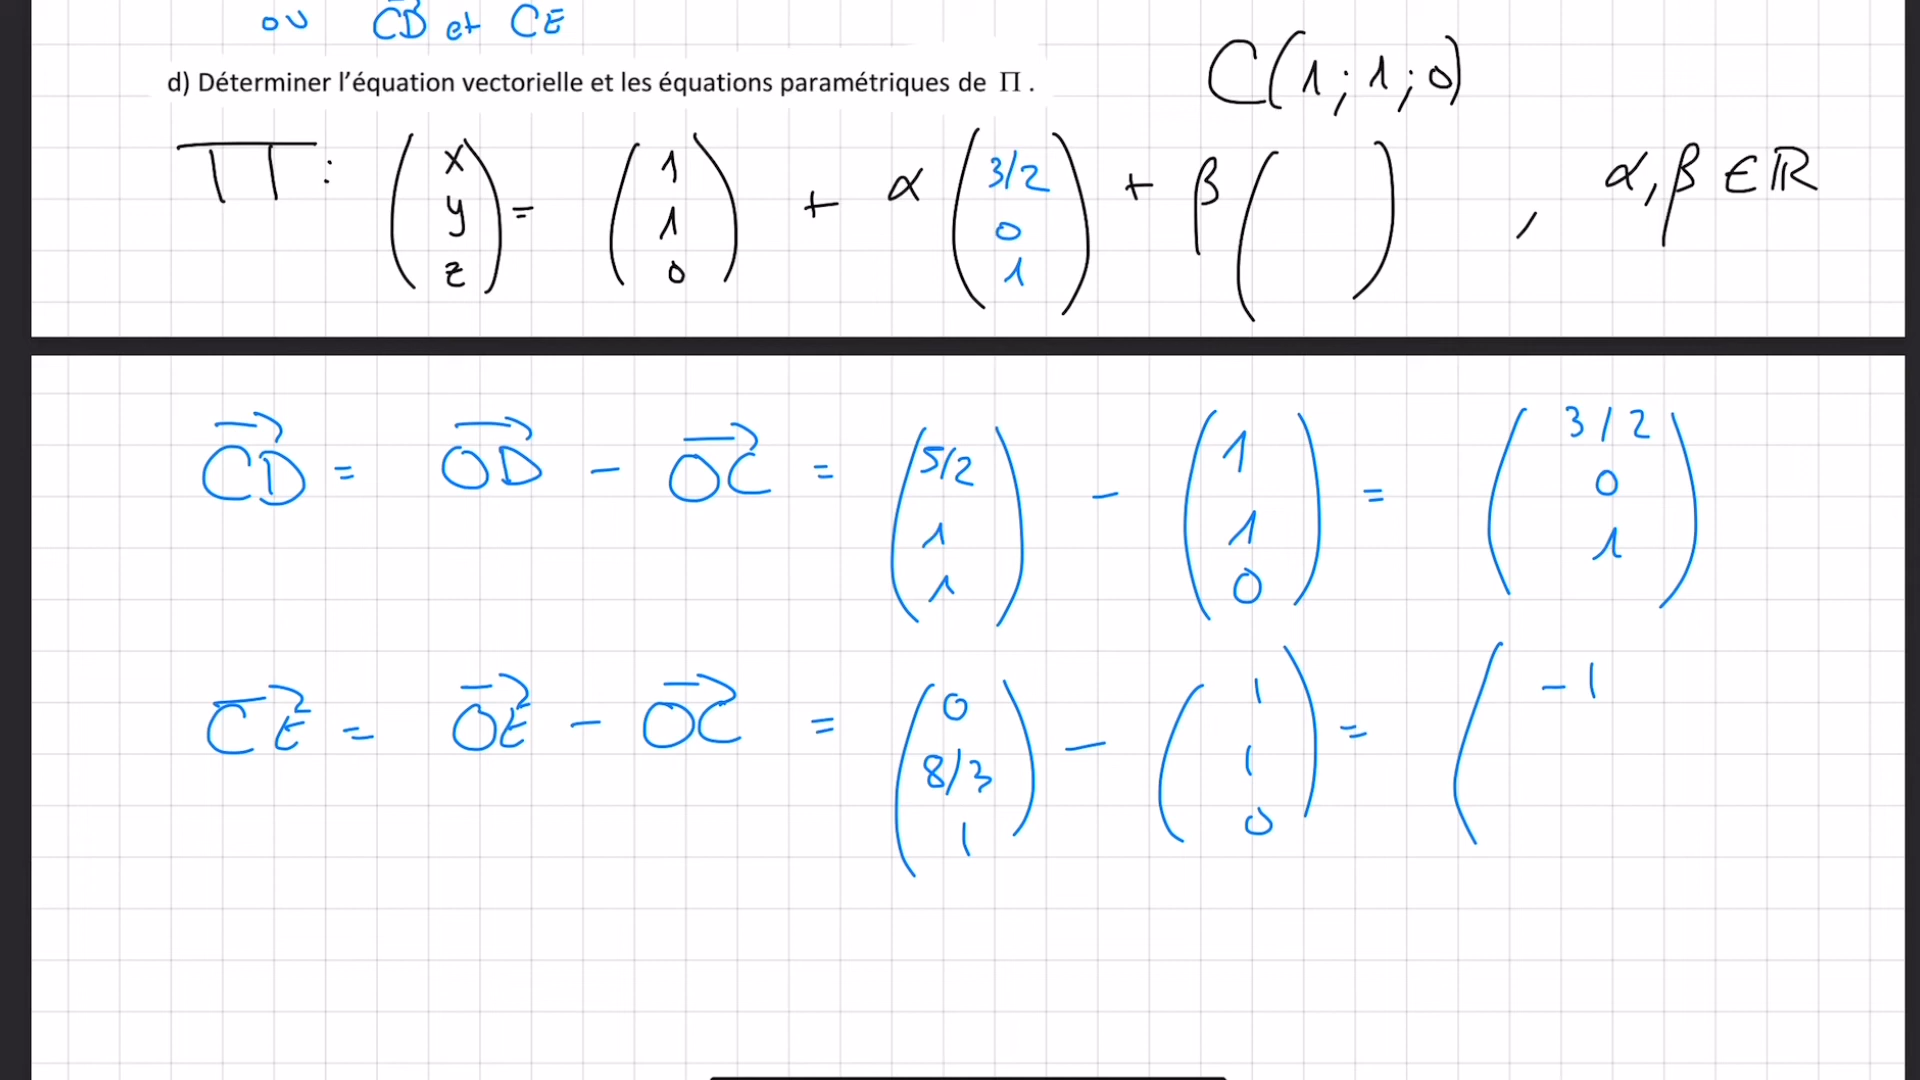 ou CD et CE
d) Déterminer l'équation vectorielle et les équations paramétriques de Π .
C(1;1;0)
Π : (x y z) = (1 1 0) + α (3/2 0 1) + β ( ) , α,β ∈ ℝ
CD = OD - OC = (5/2 1 1) - (1 1 0) = (3/2 0 1)
CE = OE - OC = (0 8/3 1) - (1 1 0) = ( -1